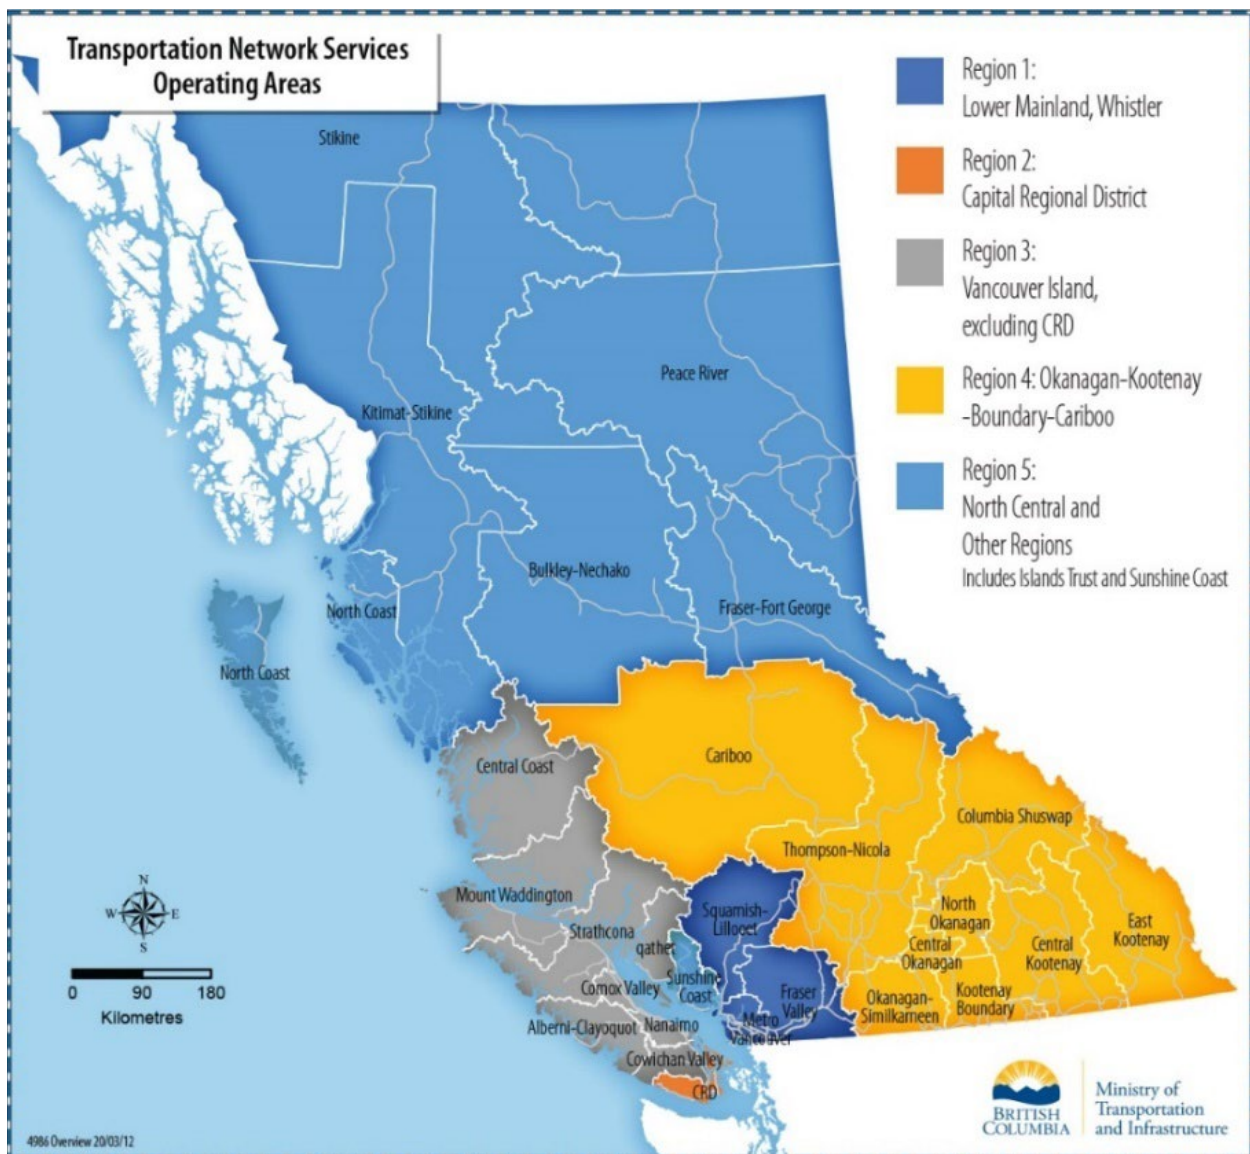 Transportation Network Services
Operating Areas
Region 1:
Lower Mainland, Whistler
Region 2:
Capital Regional District
Region 3:
Vancouver Island,
excluding CRD
Region 4: Okanagan-Kootenay
-Boundary-Cariboo
Region 5:
North Central and
Other Regions
Includes Islands Trust and Sunshine Coast
Stikine
Peace River
Kitimat-Stikine
Bulkley-Nechako
North Coast
Fraser-Fort George
North Coast
Cariboo
Central Coast
Columbia Shuswap
Thompson-Nicola
Mount Waddington
Squamish-
Lillooet
North
Okanagan
East
Kootenay
Strathcona
qathet
Central
Okanagan
Central
Kootenay
Sunshine
Coast
Comox Valley
Fraser
Valley
Okanagan-
Similkameen
Kootenay
Boundary
Metro
Vancouver
Alberni-Clayoquot
Nanaimo
Cowichan Valley
CRD
N
W
E
S
0 90 180
Kilometres
BRITISH
COLUMBIA
Ministry of
Transportation
and Infrastructure
4986 Overview 20/03/12